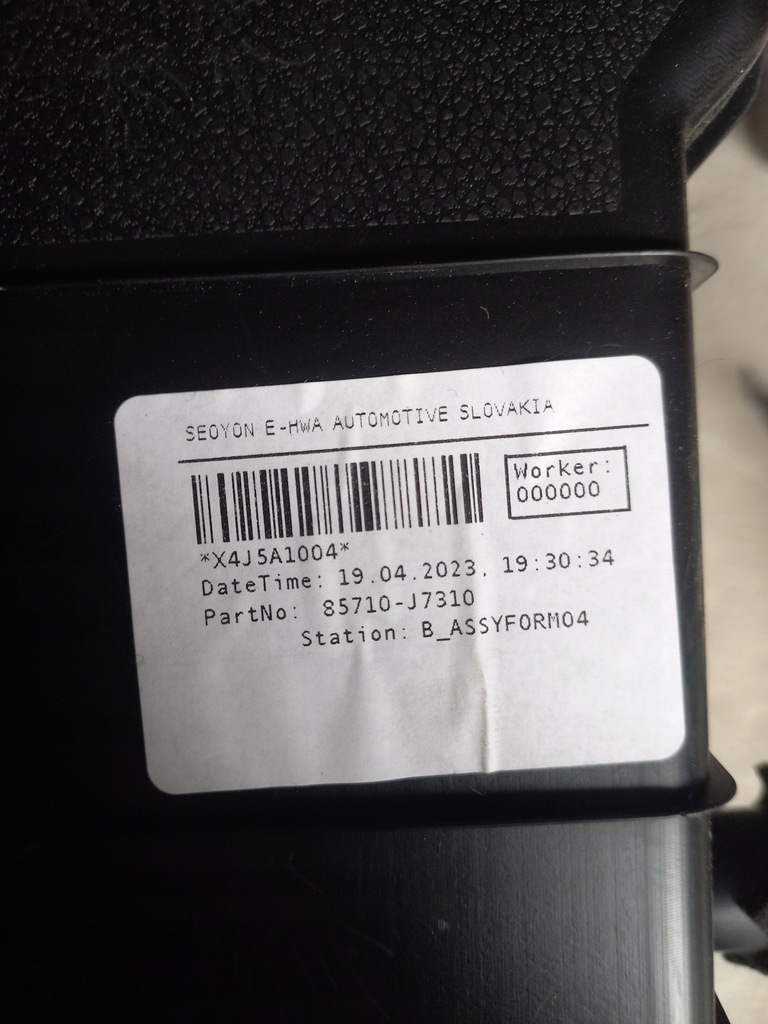 SEOYON E-HWA AUTOMOTIVE SLOVAKIA
Worker:
000000
*X4J5A1004*
DateTime: 19.04.2023, 19:30:34
PartNo: 85710-J7310
Station: B_ASSYFORM04